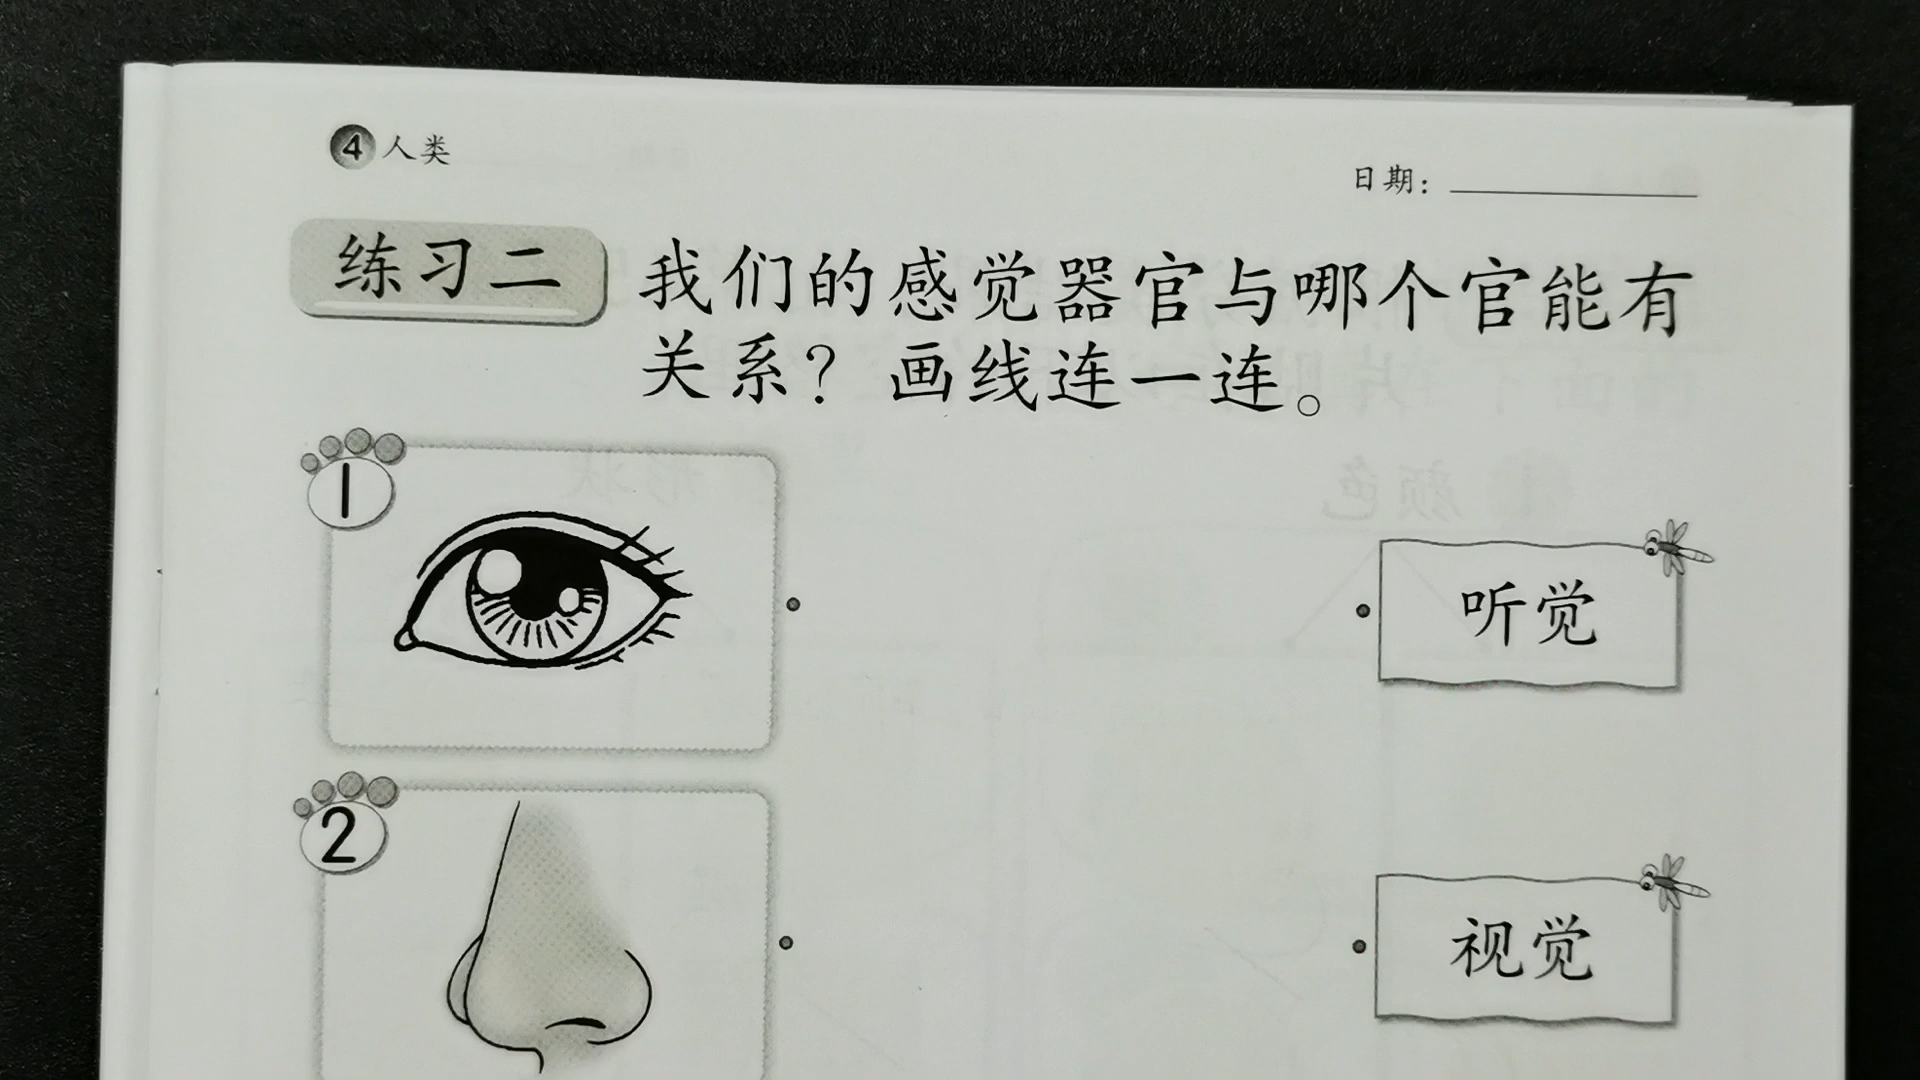 4 人类
日期：
练习二 我们的感觉器官与哪个官能有
关系？画线连一连。
1
听觉
2
视觉